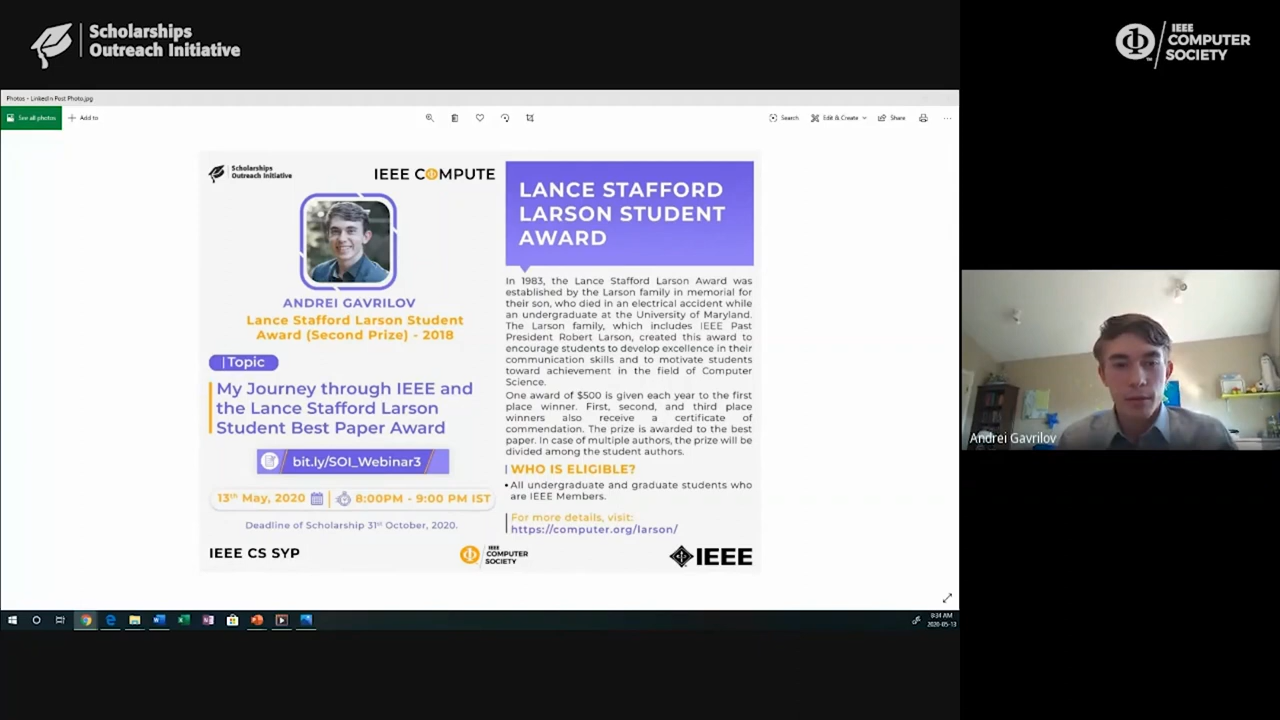 Scholarships
Outreach Initiative
IEEE
COMPUTER
SOCIETY
Photos - LinkedIn Post Photo.jpg
See all photos
Add to
Search
Edit & Create
Share
Scholarships
Outreach Initiative
IEEE COMPUTE
ANDREI GAVRILOV
Lance Stafford Larson Student
Award (Second Prize) - 2018
Topic
My Journey through IEEE and
the Lance Stafford Larson
Student Best Paper Award
bit.ly/SOI_Webinar3
13th May, 2020
8:00PM - 9:00 PM IST
Deadline of Scholarship 31st October, 2020.
IEEE CS SYP
LANCE STAFFORD
LARSON STUDENT
AWARD
In 1983, the Lance Stafford Larson Award was
established by the Larson family in memorial for
their son, who died in an electrical accident while
an undergraduate at the University of Maryland.
The Larson family, which includes IEEE Past
President Robert Larson, created this award to
encourage students to develop excellence in their
communication skills and to motivate students
toward achievement in the field of Computer
Science.
One award of $500 is given each year to the first
place winner. First, second, and third place
winners also receive a certificate of
commendation. The prize is awarded to the best
paper. In case of multiple authors, the prize will be
divided among the student authors.
WHO IS ELIGIBLE?
• All undergraduate and graduate students who
are IEEE Members.
For more details, visit:
https://computer.org/larson/
IEEE
COMPUTER
SOCIETY
IEEE
9:34 AM
2020-05-13
Andrei Gavrilov